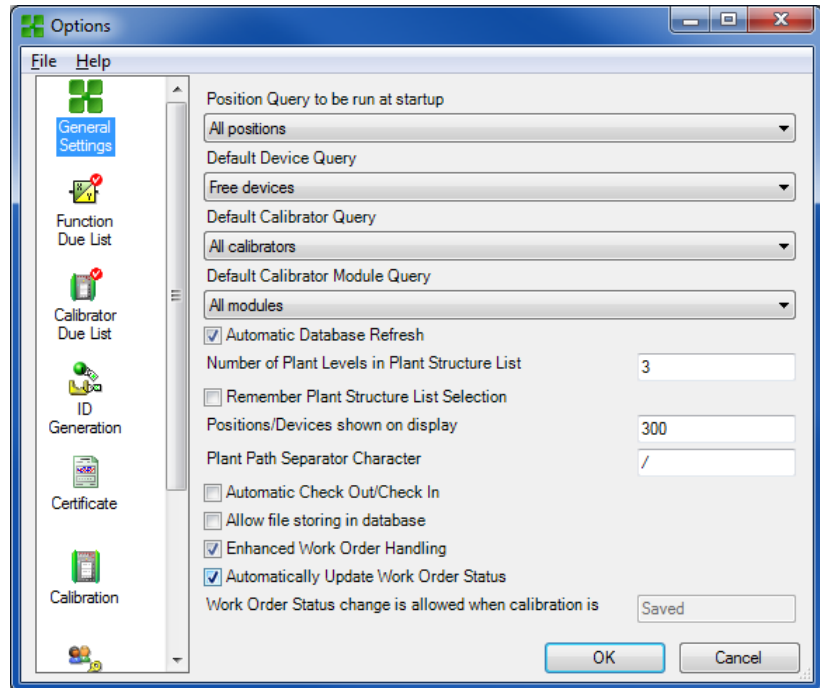 Options
File Help
General
Settings
Function
Due List
Calibrator
Due List
ID
Generation
Certificate
Calibration
Position Query to be run at startup
All positions
Default Device Query
Free devices
Default Calibrator Query
All calibrators
Default Calibrator Module Query
All modules
Automatic Database Refresh
Number of Plant Levels in Plant Structure List 3
Remember Plant Structure List Selection
Positions/Devices shown on display 300
Plant Path Separator Character /
Automatic Check Out/Check In
Allow file storing in database
Enhanced Work Order Handling
Automatically Update Work Order Status
Work Order Status change is allowed when calibration is Saved
OK Cancel